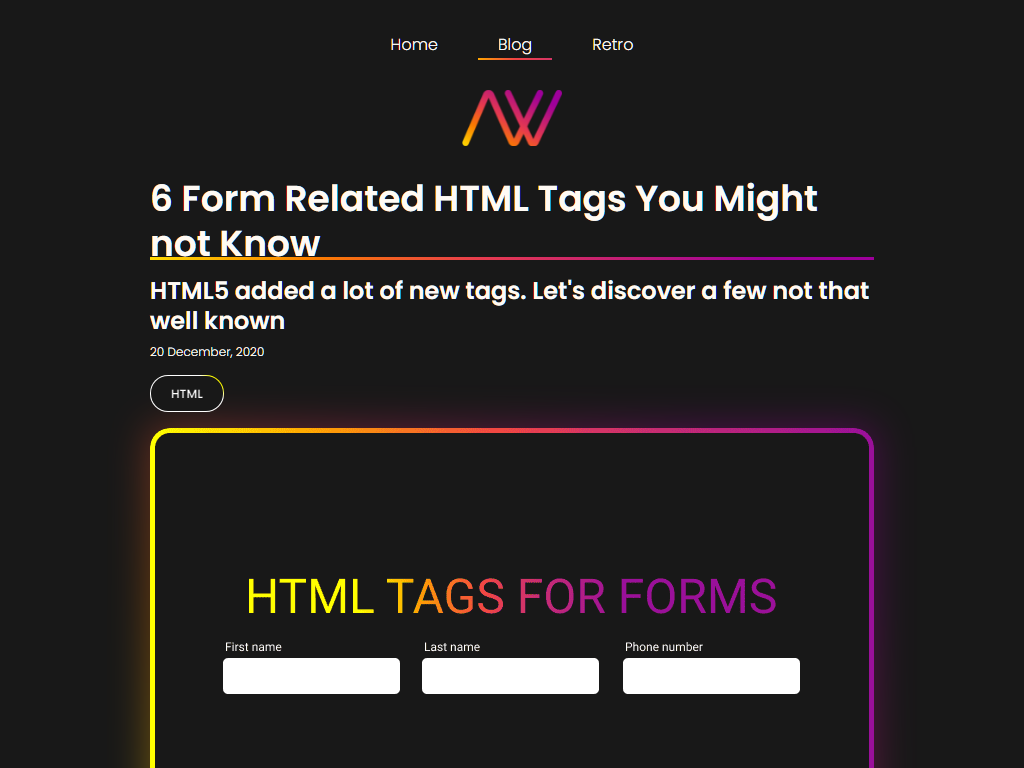 Home Blog Retro
AW
6 Form Related HTML Tags You Might
not Know
HTML5 added a lot of new tags. Let's discover a few not that
well known
20 December, 2020
HTML
HTML TAGS FOR FORMS
First name Last name Phone number